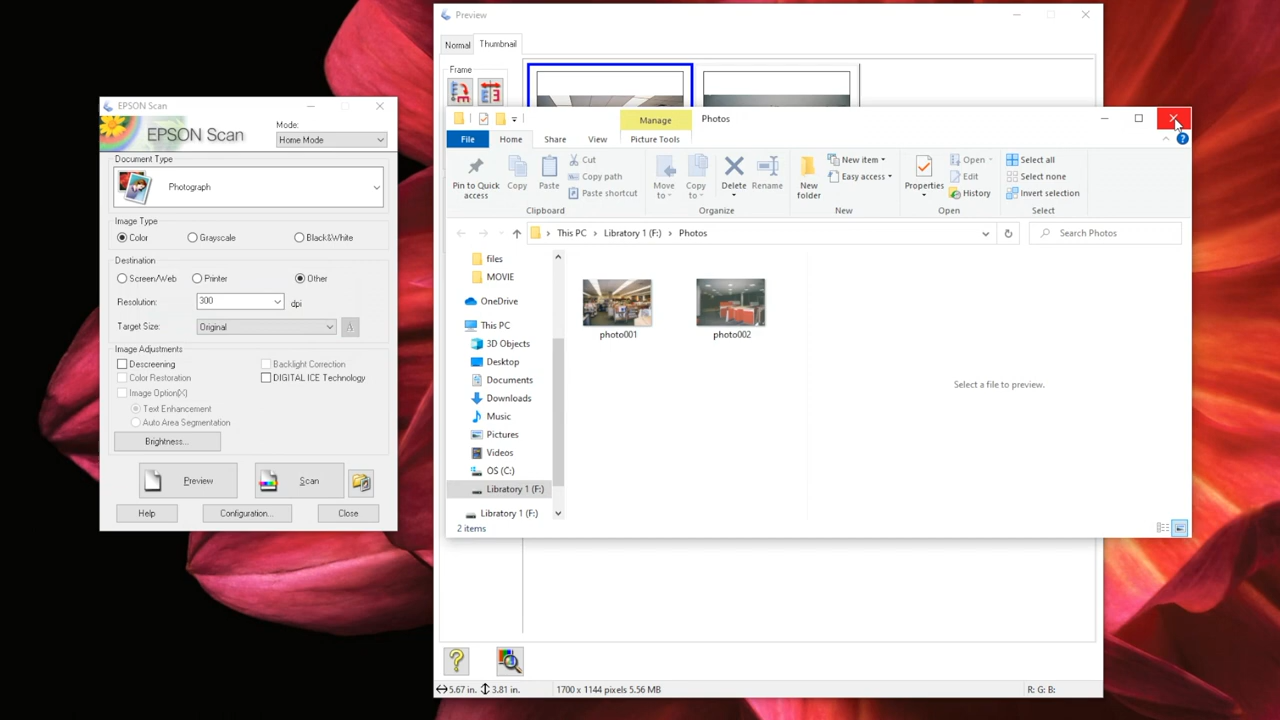 Preview
Normal
Thumbnail
Frame
EPSON Scan
EPSON Scan
Mode:
Home Mode
Document Type
Photograph
Image Type
Color
Grayscale
Black&White
Destination
Screen/Web
Printer
Other
Resolution:
300
dpi
Target Size:
Original
A
Image Adjustments
Descreening
Backlight Correction
Color Restoration
DIGITAL ICE Technology
Image Option(X)
Text Enhancement
Auto Area Segmentation
Brightness...
Preview
Scan
Help
Configuration...
Close
Manage
Photos
File
Home
Share
View
Picture Tools
Pin to Quick access
Copy
Paste
Cut
Copy path
Paste shortcut
Clipboard
Move to
Copy to
Delete
Rename
Organize
New folder
New item
Easy access
New
Properties
Open
Edit
History
Open
Select all
Select none
Invert selection
Select
This PC
Libratory 1 (F:)
Photos
Search Photos
files
MOVIE
OneDrive
This PC
3D Objects
Desktop
Documents
Downloads
Music
Pictures
Videos
OS (C:)
Libratory 1 (F:)
Libratory 1 (F:)
photo001
photo002
Select a file to preview.
2 items
5.67 in.
3.81 in.
1700 x 1144 pixels 5.56 MB
R: G: B: